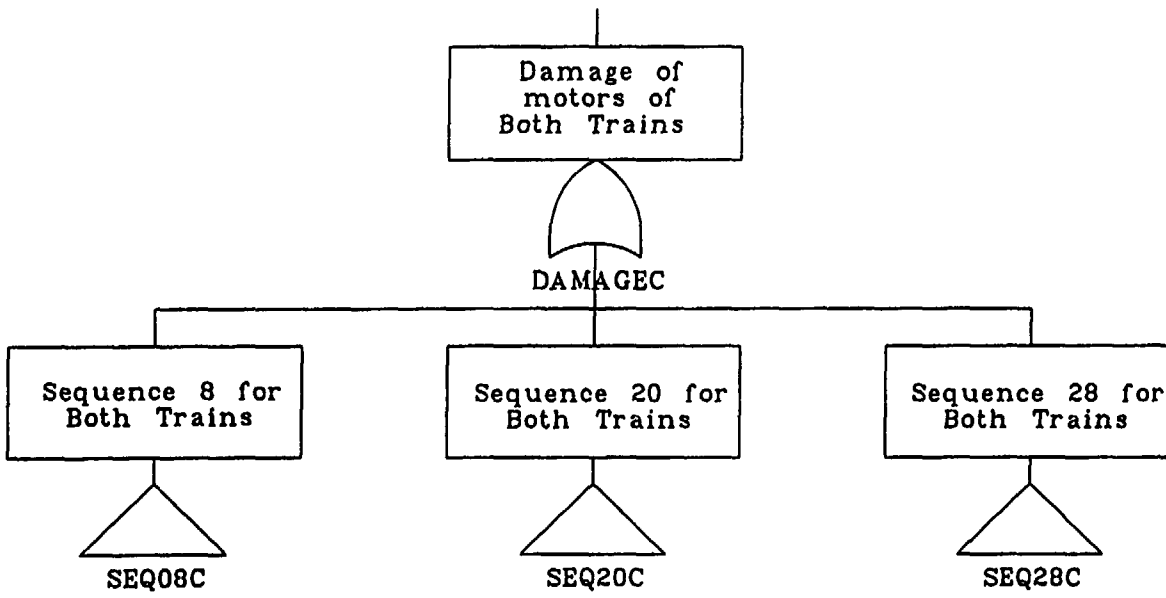 Damage of
motors of
Both Trains
DAMAGEC
Sequence 8 for
Both Trains
Sequence 20 for
Both Trains
Sequence 28 for
Both Trains
SEQ08C
SEQ20C
SEQ28C